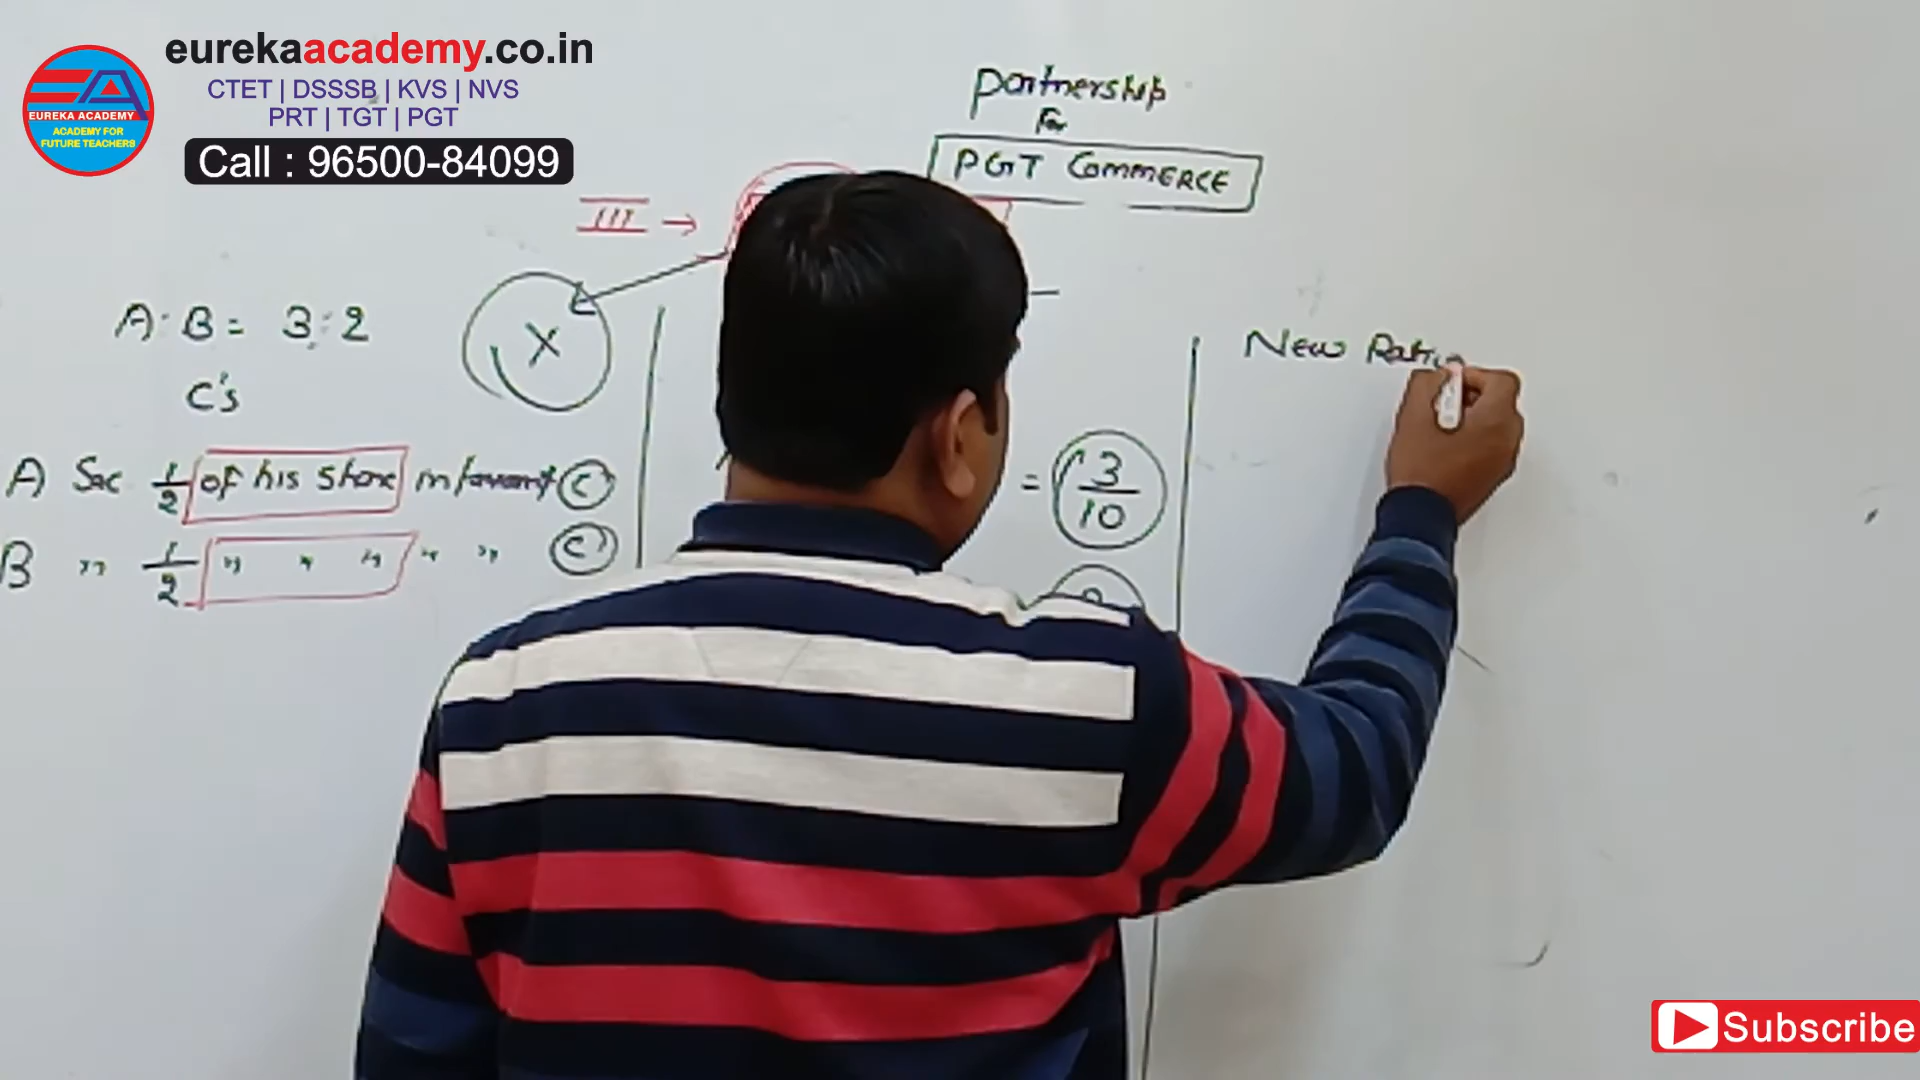 eurekaacademy.co.in
CTET | DSSSB | KVS | NVS
PRT | TGT | PGT
Call : 96500-84099
EUREKA ACADEMY
ACADEMY FOR
FUTURE TEACHERS
Partnership
For
PGT COMMERCE
III →
A : B = 3 : 2
C's
X
A Sac 1/2 of his share in favour C
B " 1/2 " " " " " C
= 3/10
New Ratio
Subscribe